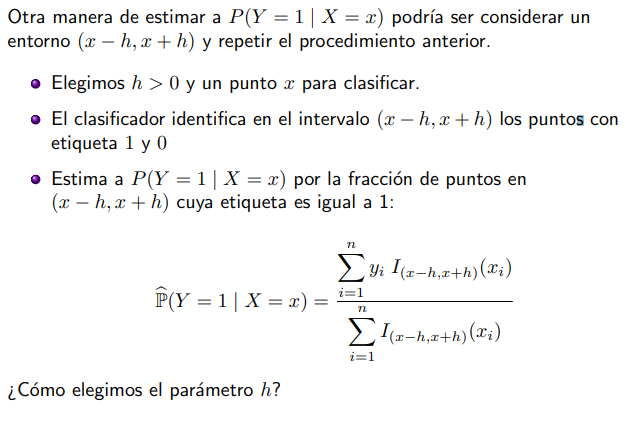 Otra manera de estimar a P(Y = 1 | X = x) podría ser considerar un
entorno (x − h, x + h) y repetir el procedimiento anterior.
Elegimos h > 0 y un punto x para clasificar.
El clasificador identifica en el intervalo (x − h, x + h) los puntos con
etiqueta 1 y 0
Estima a P(Y = 1 | X = x) por la fracción de puntos en
(x − h, x + h) cuya etiqueta es igual a 1:
$\widehat{\mathbb{P}}(Y = 1 \mid X = x) = \frac{\sum_{i=1}^{n} y_i \, I_{(x-h,x+h)}(x_i)}{\sum_{i=1}^{n} I_{(x-h,x+h)}(x_i)}$
¿Cómo elegimos el parámetro h?